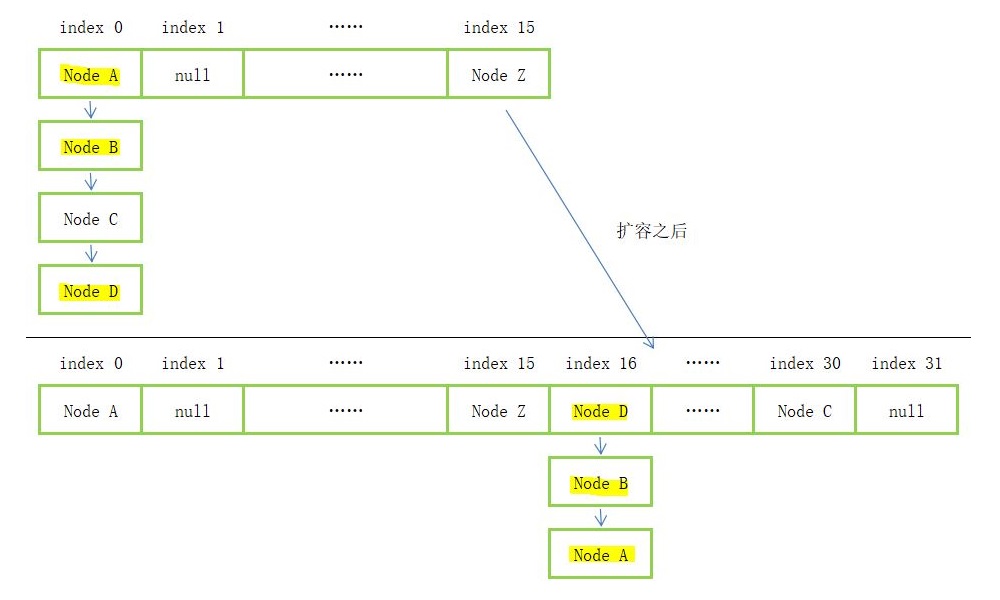 index 0 index 1 …… index 15
Node A null …… Node Z
Node B
Node C
扩容之后
Node D
index 0 index 1 …… index 15 index 16 …… index 30 index 31
Node A null …… Node Z Node D …… Node C null
Node B
Node A